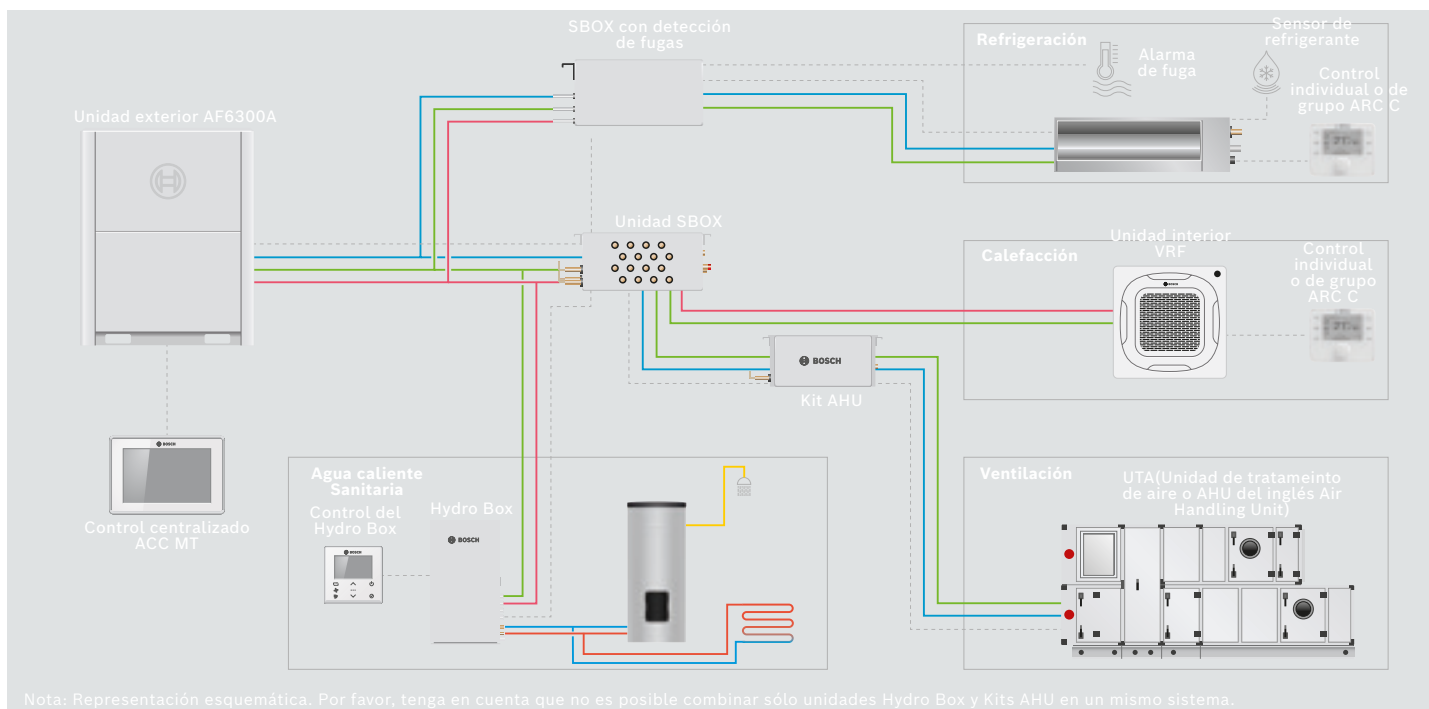 SBOX con detección
de fugas
Refrigeración
Sensor de
refrigerante
Alarma
de fuga
Control
individual o de
grupo ARC C
Unidad exterior AF6300A
Unidad SBOX
Calefacción
Unidad interior
VRF
Control
individual
o de grupo
ARC C
BOSCH
BOSCH
Kit AHU
BOSCH
Control centralizado
ACC MT
Agua caliente
Sanitaria
Control del
Hydro Box
Hydro Box
BOSCH
BOSCH
Ventilación
UTA(Unidad de tratameinto
de aire o AHU del inglés Air
Handling Unit)
Nota: Representación esquemática. Por favor, tenga en cuenta que no es posible combinar sólo unidades Hydro Box y Kits AHU en un mismo sistema.